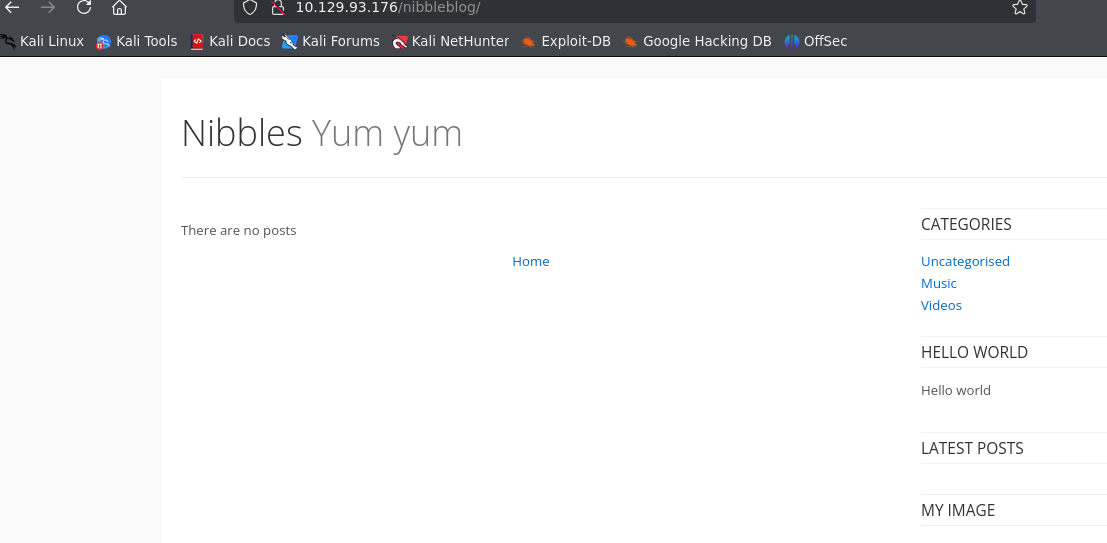 10.129.93.176/nibbleblog/
Kali Linux Kali Tools Kali Docs Kali Forums Kali NetHunter Exploit-DB Google Hacking DB OffSec
Nibbles Yum yum
There are no posts
Home
CATEGORIES
Uncategorised
Music
Videos
HELLO WORLD
Hello world
LATEST POSTS
MY IMAGE